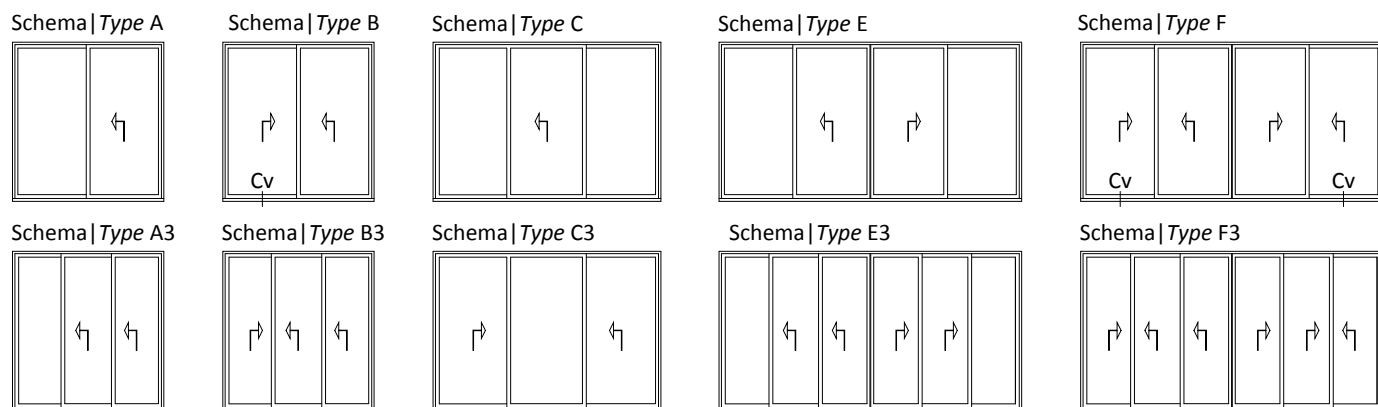 Schema|Type A
Schema|Type B
Schema|Type C
Schema|Type E
Schema|Type F
Cv
Cv
Cv
Schema|Type A3
Schema|Type B3
Schema|Type C3
Schema|Type E3
Schema|Type F3